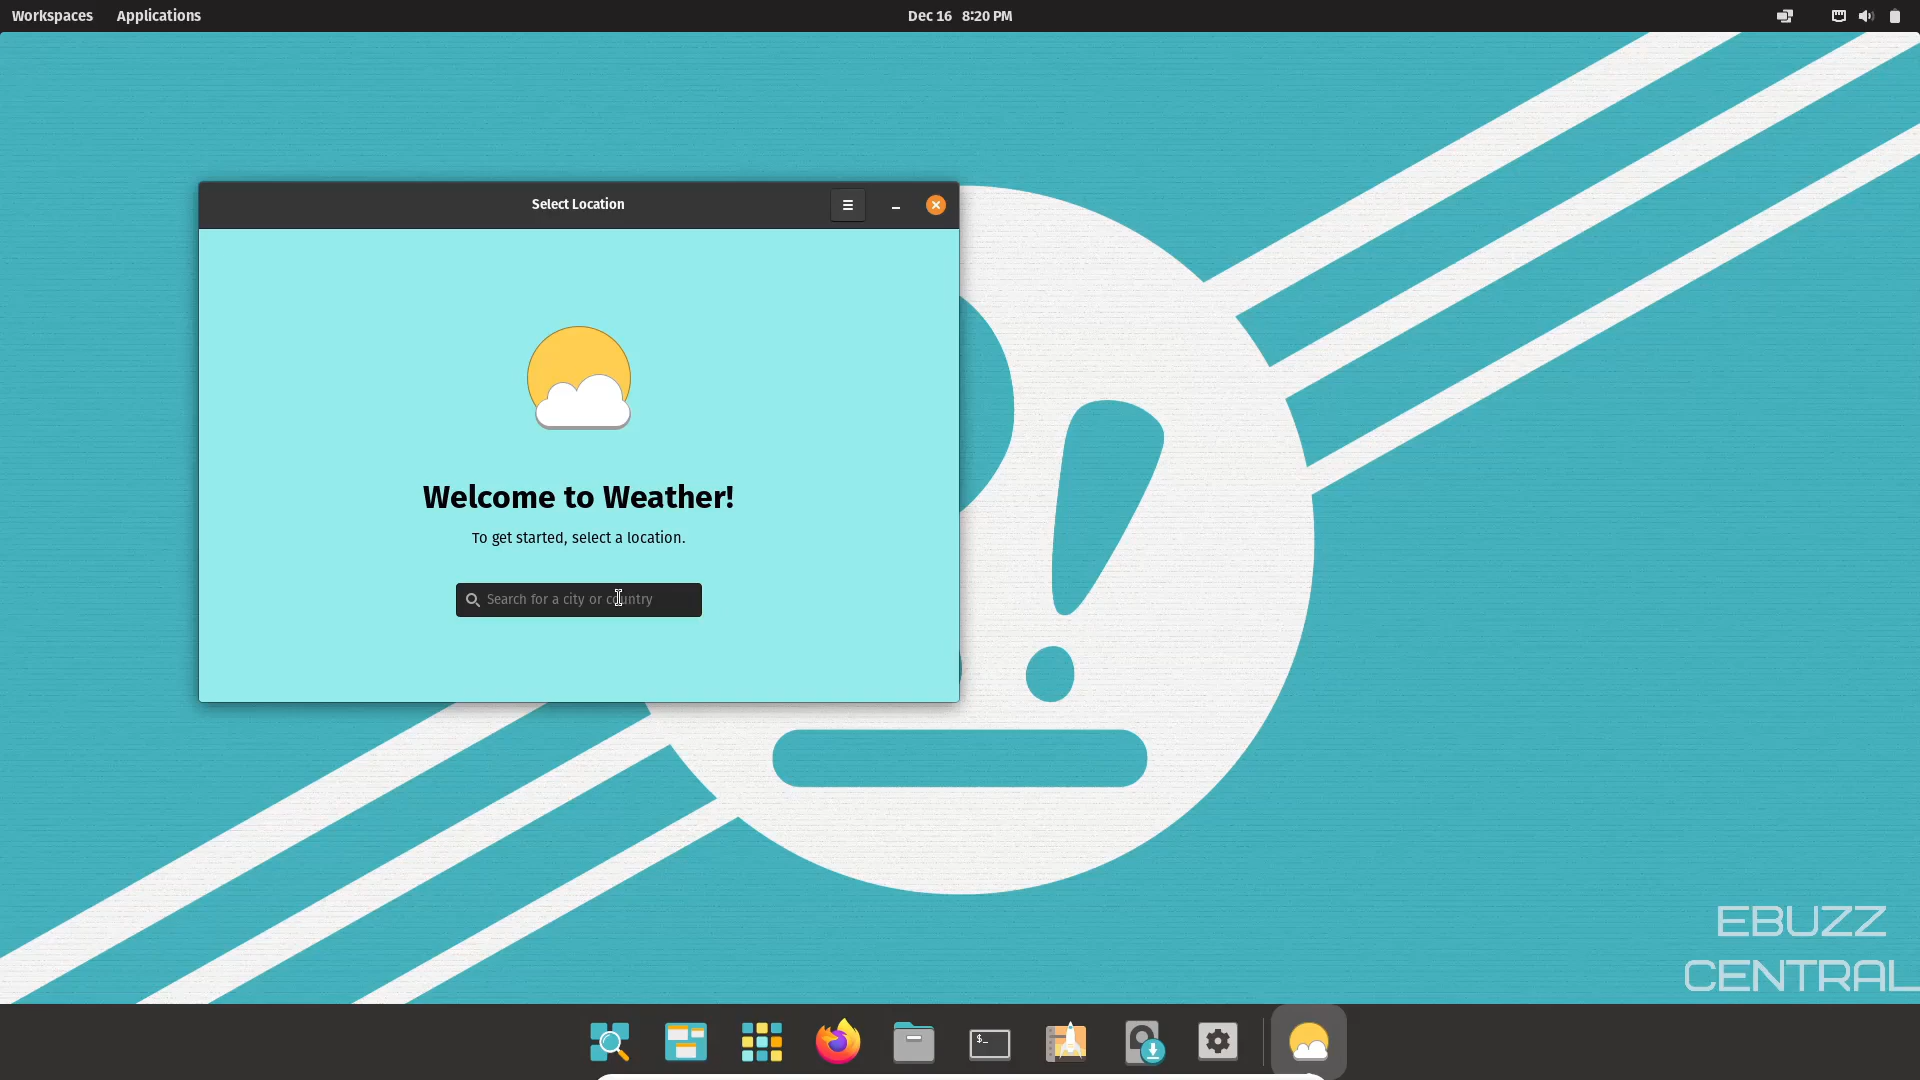 Workspaces Applications Dec 16 8:20 PM
Select Location
Welcome to Weather!
To get started, select a location.
Search for a city or country
$_
EBUZZ
CENTRAL